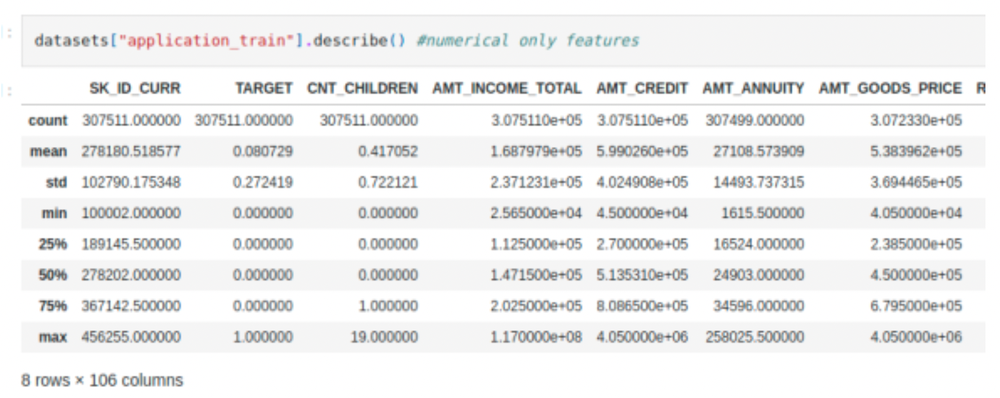 ]:
datasets["application_train"].describe() #numerical only features
]:
SK_ID_CURR TARGET CNT_CHILDREN AMT_INCOME_TOTAL AMT_CREDIT AMT_ANNUITY AMT_GOODS_PRICE R
count 307511.000000 307511.000000 307511.000000 3.075110e+05 3.075110e+05 307499.000000 3.072330e+05
mean 278180.518577 0.080729 0.417052 1.687979e+05 5.990260e+05 27108.573909 5.383962e+05
std 102790.175348 0.272419 0.722121 2.371231e+05 4.024908e+05 14493.737315 3.694465e+05
min 100002.000000 0.000000 0.000000 2.565000e+04 4.500000e+04 1615.500000 4.050000e+04
25% 189145.500000 0.000000 0.000000 1.125000e+05 2.700000e+05 16524.000000 2.385000e+05
50% 278202.000000 0.000000 0.000000 1.471500e+05 5.135310e+05 24903.000000 4.500000e+05
75% 367142.500000 0.000000 1.000000 2.025000e+05 8.086500e+05 34596.000000 6.795000e+05
max 456255.000000 1.000000 19.000000 1.170000e+08 4.050000e+06 258025.500000 4.050000e+06
8 rows × 106 columns